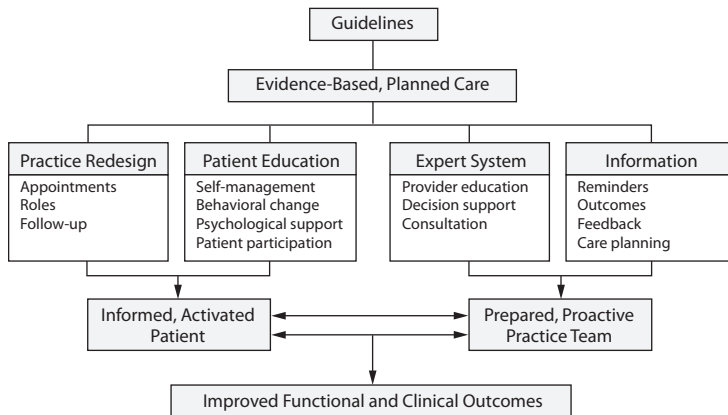 Guidelines
Evidence-Based, Planned Care
Practice Redesign
Appointments
Roles
Follow-up
Patient Education
Self-management
Behavioral change
Psychological support
Patient participation
Expert System
Provider education
Decision support
Consultation
Information
Reminders
Outcomes
Feedback
Care planning
Informed, Activated
Patient
Prepared, Proactive
Practice Team
Improved Functional and Clinical Outcomes